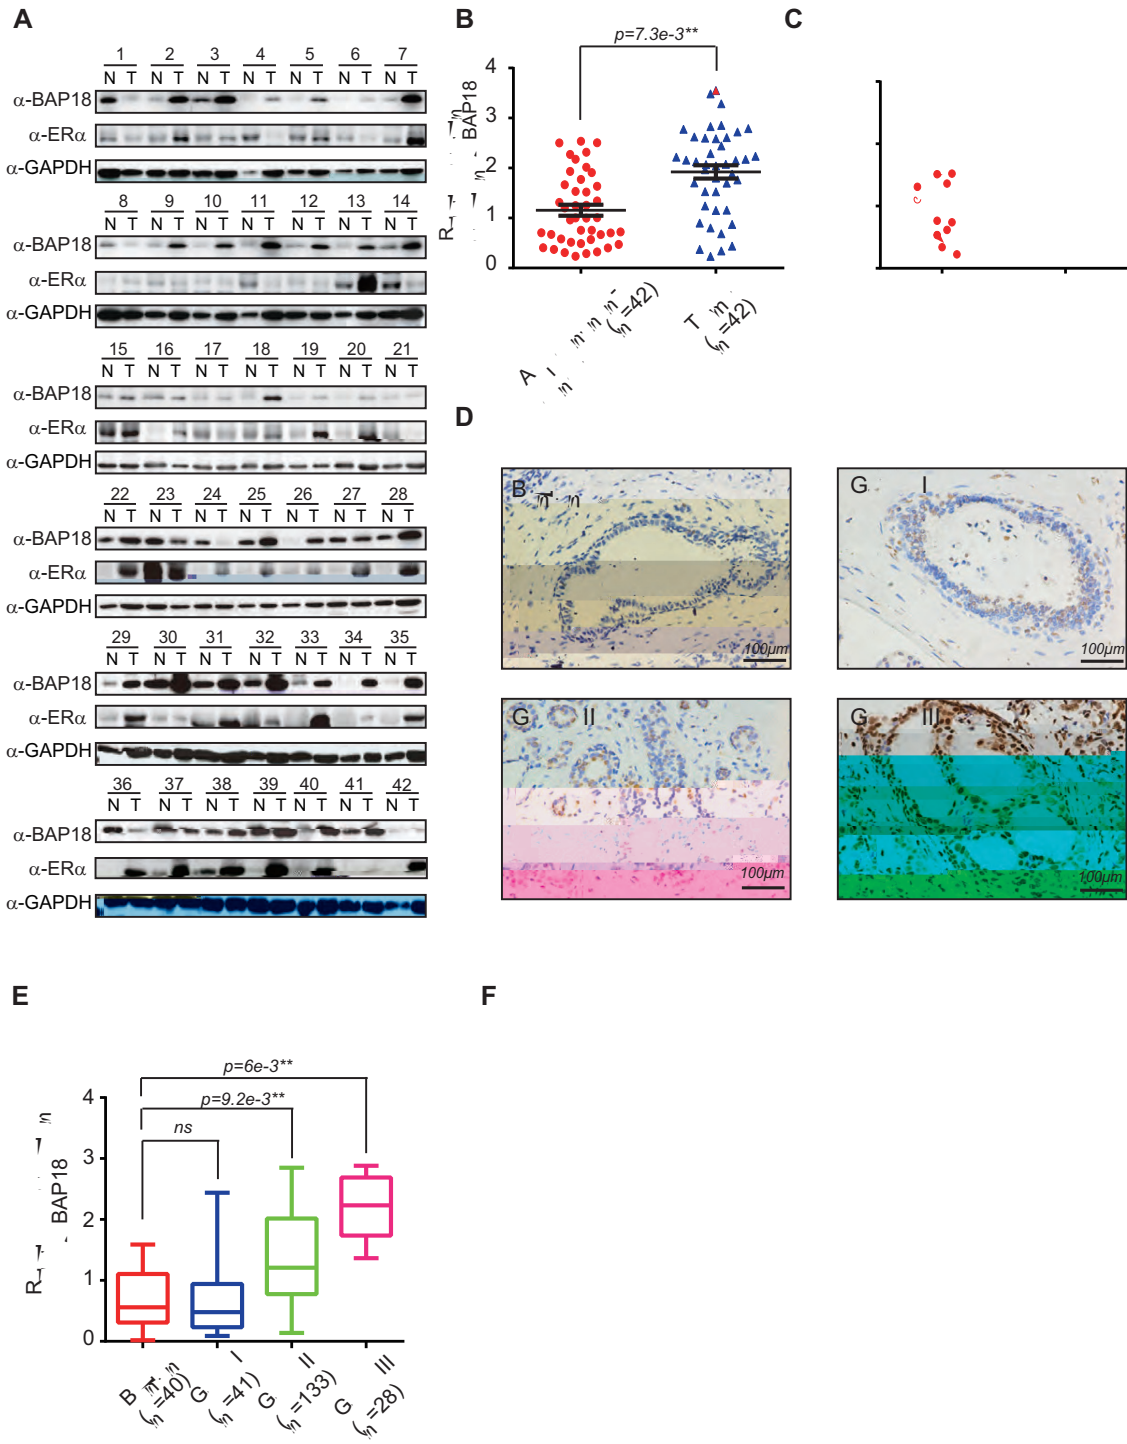 A
1 2 3 4 5 6 7
N T N T N T N T N T N T N T
α-BAP18
α-ERα
α-GAPDH
8 9 10 11 12 13 14
N T N T N T N T N T N T N T
α-BAP18
α-ERα
α-GAPDH
15 16 17 18 19 20 21
N T N T N T N T N T N T N T
α-BAP18
α-ERα
α-GAPDH
22 23 24 25 26 27 28
N T N T N T N T N T N T N T
α-BAP18
α-ERα
α-GAPDH
29 30 31 32 33 34 35
N T N T N T N T N T N T N T
α-BAP18
α-ERα
α-GAPDH
36 37 38 39 40 41 42
N T N T N T N T N T N T N T
α-BAP18
α-ERα
α-GAPDH
B
p=7.3e-3**
BAP18
4
3
2
1
0
(n=42)
(n=42)
C
D
100µm
G I
100µm
G II
100µm
G III
100µm
E
p=6e-3**
p=9.2e-3**
ns
BAP18
4
3
2
1
0
(n=40)
G I
(n=41)
G II
(n=133)
G III
(n=28)
F